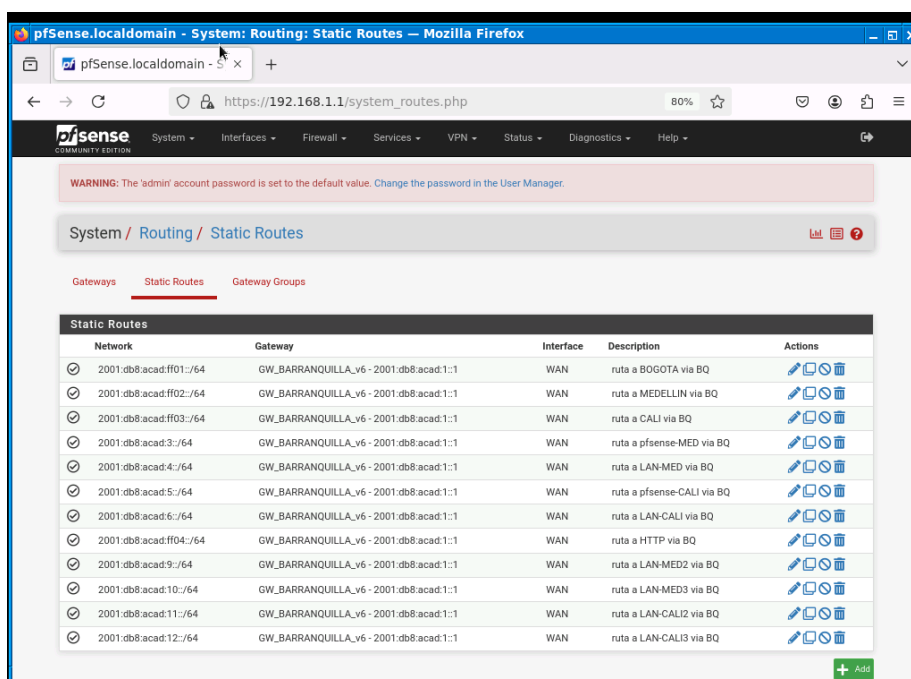 pfSense.localdomain - System: Routing: Static Routes — Mozilla Firefox
pfSense.localdomain - S
https://192.168.1.1/system_routes.php 80%
pfsense System Interfaces Firewall Services VPN Status Diagnostics Help
COMMUNITY EDITION
WARNING: The 'admin' account password is set to the default value. Change the password in the User Manager.
System / Routing / Static Routes
Gateways Static Routes Gateway Groups
Static Routes
Network Gateway Interface Description Actions
2001:db8:acad:ff01::/64 GW_BARRANQUILLA_v6 - 2001:db8:acad:1::1 WAN ruta a BOGOTA via BQ
2001:db8:acad:ff02::/64 GW_BARRANQUILLA_v6 - 2001:db8:acad:1::1 WAN ruta a MEDELLIN via BQ
2001:db8:acad:ff03::/64 GW_BARRANQUILLA_v6 - 2001:db8:acad:1::1 WAN ruta a CALI via BQ
2001:db8:acad:3::/64 GW_BARRANQUILLA_v6 - 2001:db8:acad:1::1 WAN ruta a pfsense-MED via BQ
2001:db8:acad:4::/64 GW_BARRANQUILLA_v6 - 2001:db8:acad:1::1 WAN ruta a LAN-MED via BQ
2001:db8:acad:5::/64 GW_BARRANQUILLA_v6 - 2001:db8:acad:1::1 WAN ruta a pfsense-CALI via BQ
2001:db8:acad:6::/64 GW_BARRANQUILLA_v6 - 2001:db8:acad:1::1 WAN ruta a LAN-CALI via BQ
2001:db8:acad:ff04::/64 GW_BARRANQUILLA_v6 - 2001:db8:acad:1::1 WAN ruta a HTTP via BQ
2001:db8:acad:9::/64 GW_BARRANQUILLA_v6 - 2001:db8:acad:1::1 WAN ruta a LAN-MED2 via BQ
2001:db8:acad:10::/64 GW_BARRANQUILLA_v6 - 2001:db8:acad:1::1 WAN ruta a LAN-MED3 via BQ
2001:db8:acad:11::/64 GW_BARRANQUILLA_v6 - 2001:db8:acad:1::1 WAN ruta a LAN-CALI2 via BQ
2001:db8:acad:12::/64 GW_BARRANQUILLA_v6 - 2001:db8:acad:1::1 WAN ruta a LAN-CALI3 via BQ
Add